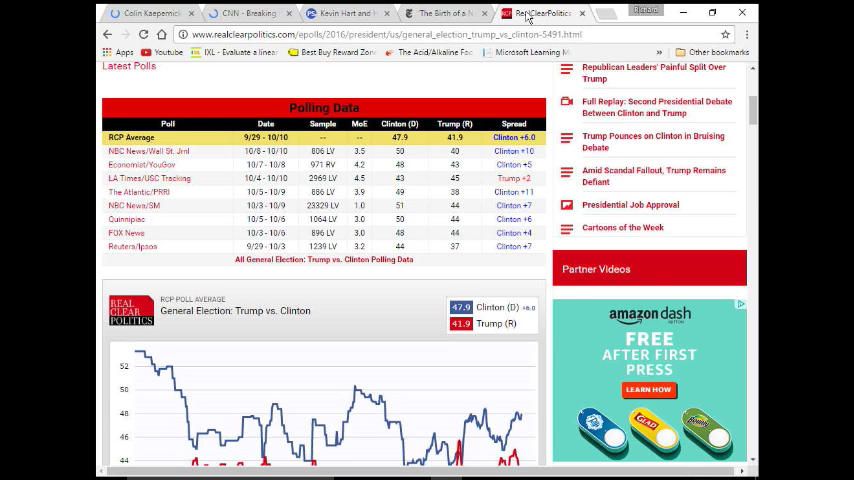 Richard
Colin Kaepernick
CNN - Breaking
Kevin Hart and H
The Birth of a N
RealClearPolitics
www.realclearpolitics.com/epolls/2016/president/us/general_election_trump_vs_clinton-5491.html
Apps
Youtube
IXL - Evaluate a linear
Best Buy Reward Zone
The Acid/Alkaline Foo
Microsoft Learning M
»
Other bookmarks
Latest Polls
Polling Data
Poll Date Sample MoE Clinton (D) Trump (R) Spread
RCP Average 9/29 - 10/10 -- -- 47.9 41.9 Clinton +6.0
NBC News/Wall St. Jrnl 10/8 - 10/10 806 LV 3.5 50 40 Clinton +10
Economist/YouGov 10/7 - 10/8 971 RV 4.2 48 43 Clinton +5
LA Times/USC Tracking 10/4 - 10/10 2969 LV 4.5 43 45 Trump +2
The Atlantic/PRRI 10/5 - 10/9 886 LV 3.9 49 38 Clinton +11
NBC News/SM 10/3 - 10/9 23329 LV 1.0 51 44 Clinton +7
Quinnipiac 10/5 - 10/6 1064 LV 3.0 50 44 Clinton +6
FOX News 10/3 - 10/6 896 LV 3.0 48 44 Clinton +4
Reuters/Ipsos 9/29 - 10/3 1239 LV 3.2 44 37 Clinton +7
All General Election: Trump vs. Clinton Polling Data
REAL
CLEAR
POLITICS
RCP POLL AVERAGE
General Election: Trump vs. Clinton
47.9 Clinton (D) +6.0
41.9 Trump (R)
52
50
48
46
44
Republican Leaders' Painful Split Over
Trump
Full Replay: Second Presidential Debate
Between Clinton and Trump
Trump Pounces on Clinton in Bruising
Debate
Amid Scandal Fallout, Trump Remains
Defiant
Presidential Job Approval
Cartoons of the Week
Partner Videos
amazon dash
BUTTON
FREE
AFTER FIRST
PRESS
LEARN HOW
GLAD